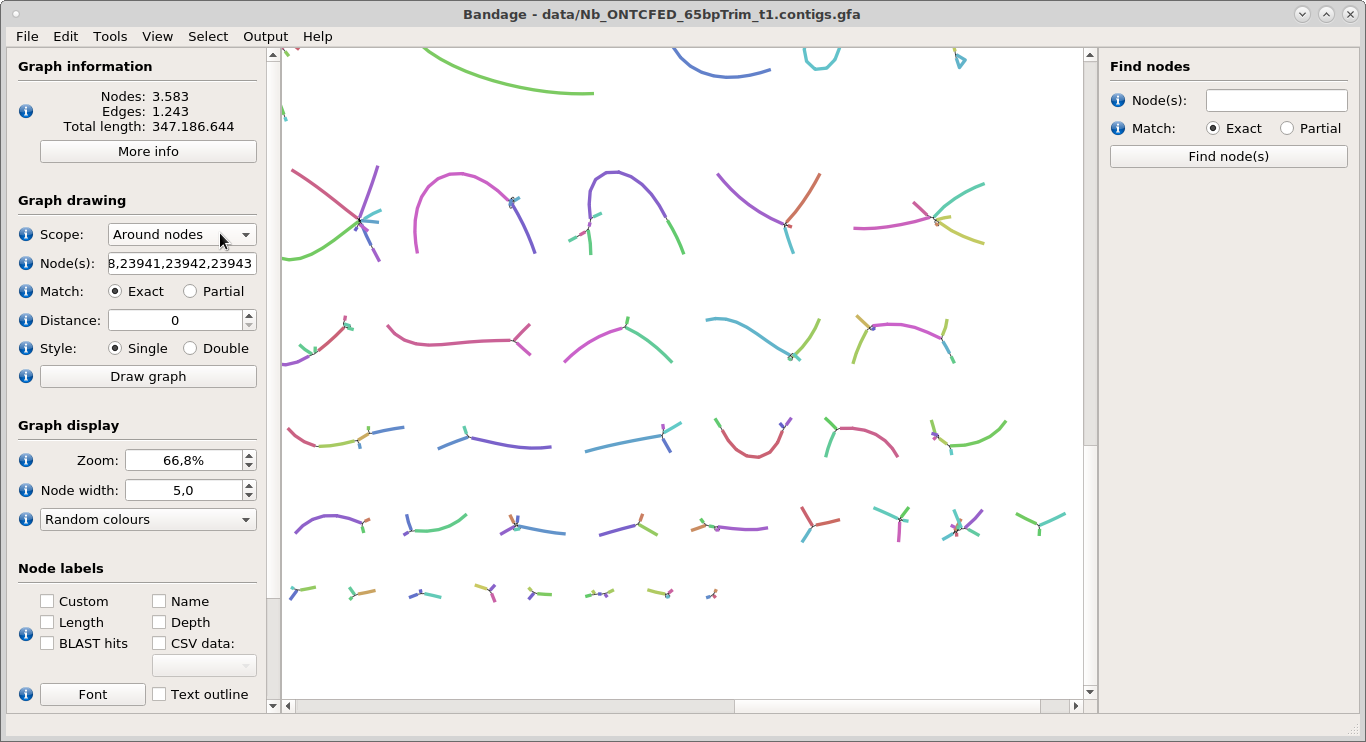 Bandage - data/Nb_ONTCFED_65bpTrim_t1.contigs.gfa
File Edit Tools View Select Output Help
Graph information
Nodes: 3.583
Edges: 1.243
Total length: 347.186.644
More info
Graph drawing
Scope: Around nodes
Node(s): 8,23941,23942,23943
Match: Exact Partial
Distance: 0
Style: Single Double
Draw graph
Graph display
Zoom: 66,8%
Node width: 5,0
Random colours
Node labels
Custom Name
Length Depth
BLAST hits CSV data:
Font Text outline
Find nodes
Node(s):
Match: Exact Partial
Find node(s)